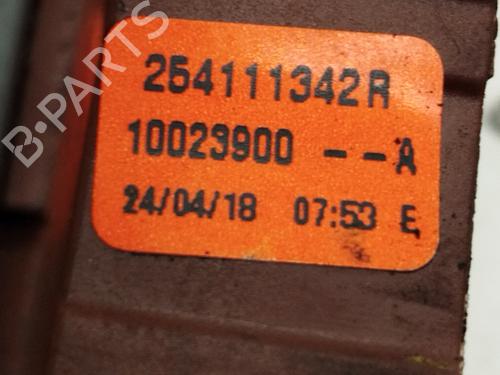 B-PARTS
254111342R
10023900 --A
24/04/18 07:53 E